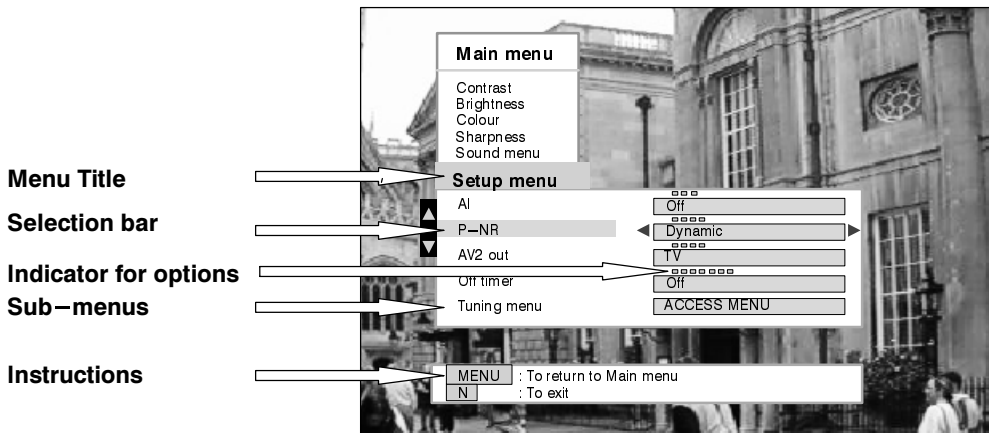 Main menu
Contrast
Brightness
Colour
Sharpness
Sound menu
Menu Title
Setup menu
AI Off
Selection bar
P−NR Dynamic
AV2 out TV
Indicator for options
Off timer Off
Sub−menus
Tuning menu ACCESS MENU
Instructions
MENU : To return to Main menu
N : To exit